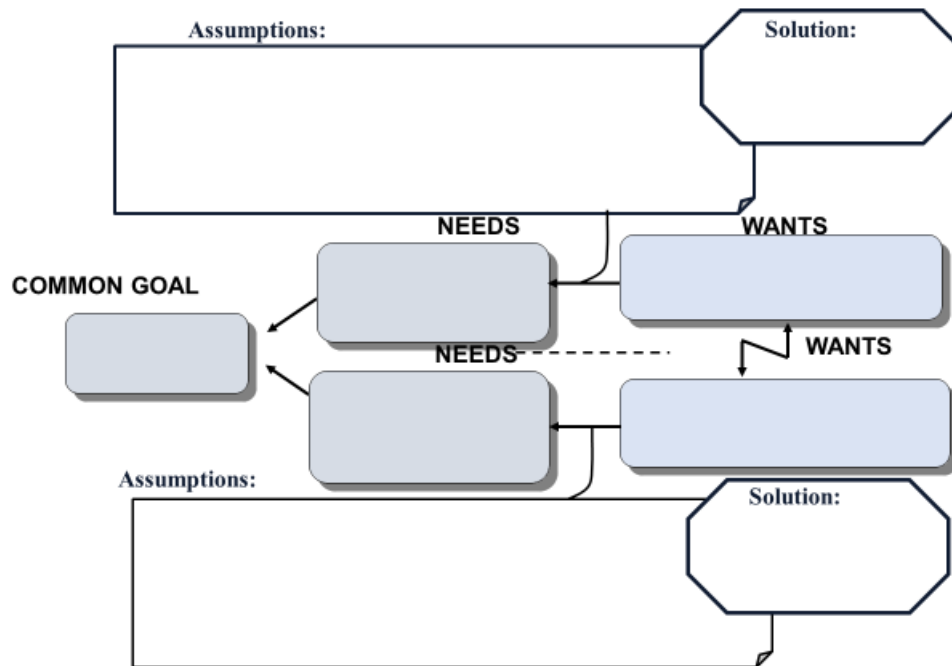 Assumptions:
Solution:
NEEDS
WANTS
COMMON GOAL
NEEDS
WANTS
Assumptions:
Solution: